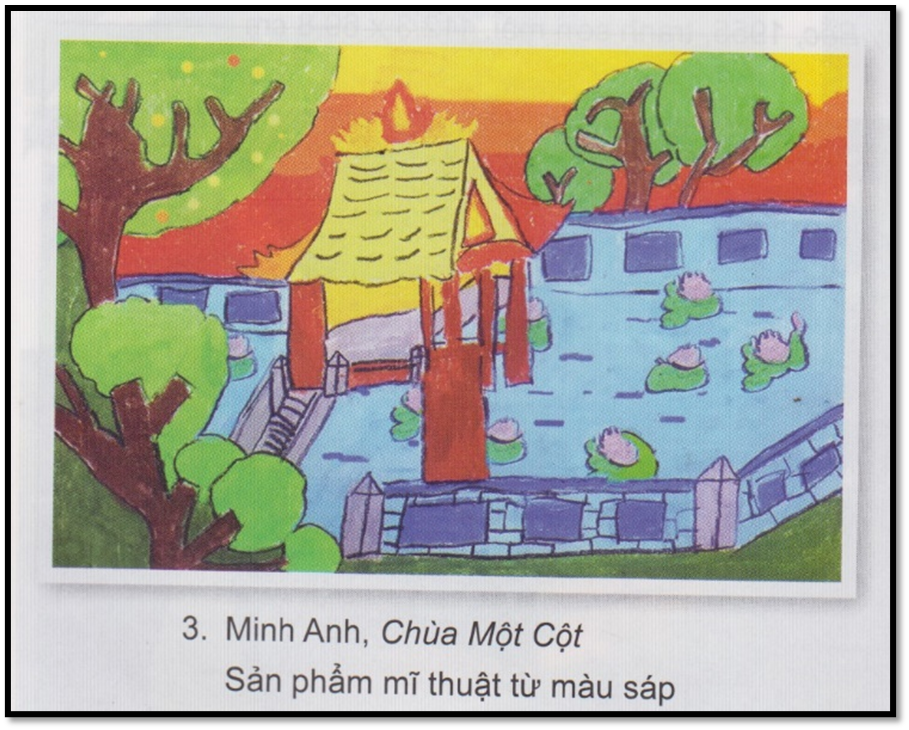 3. Minh Anh, Chùa Một Cột
Sản phẩm mĩ thuật từ màu sáp